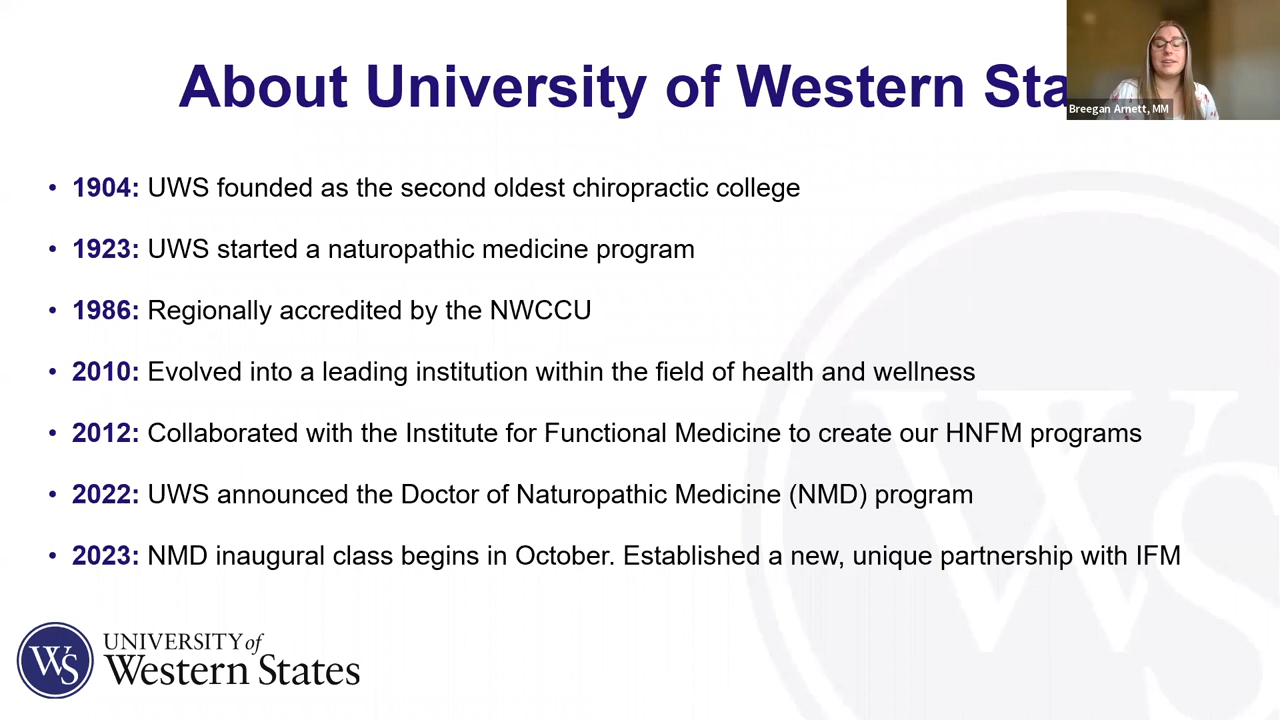 About University of Western Sta
Breegan Arnett, MM
• 1904: UWS founded as the second oldest chiropractic college
• 1923: UWS started a naturopathic medicine program
• 1986: Regionally accredited by the NWCCU
• 2010: Evolved into a leading institution within the field of health and wellness
• 2012: Collaborated with the Institute for Functional Medicine to create our HNFM programs
• 2022: UWS announced the Doctor of Naturopathic Medicine (NMD) program
• 2023: NMD inaugural class begins in October. Established a new, unique partnership with IFM
WS
WS
UNIVERSITY of
Western States